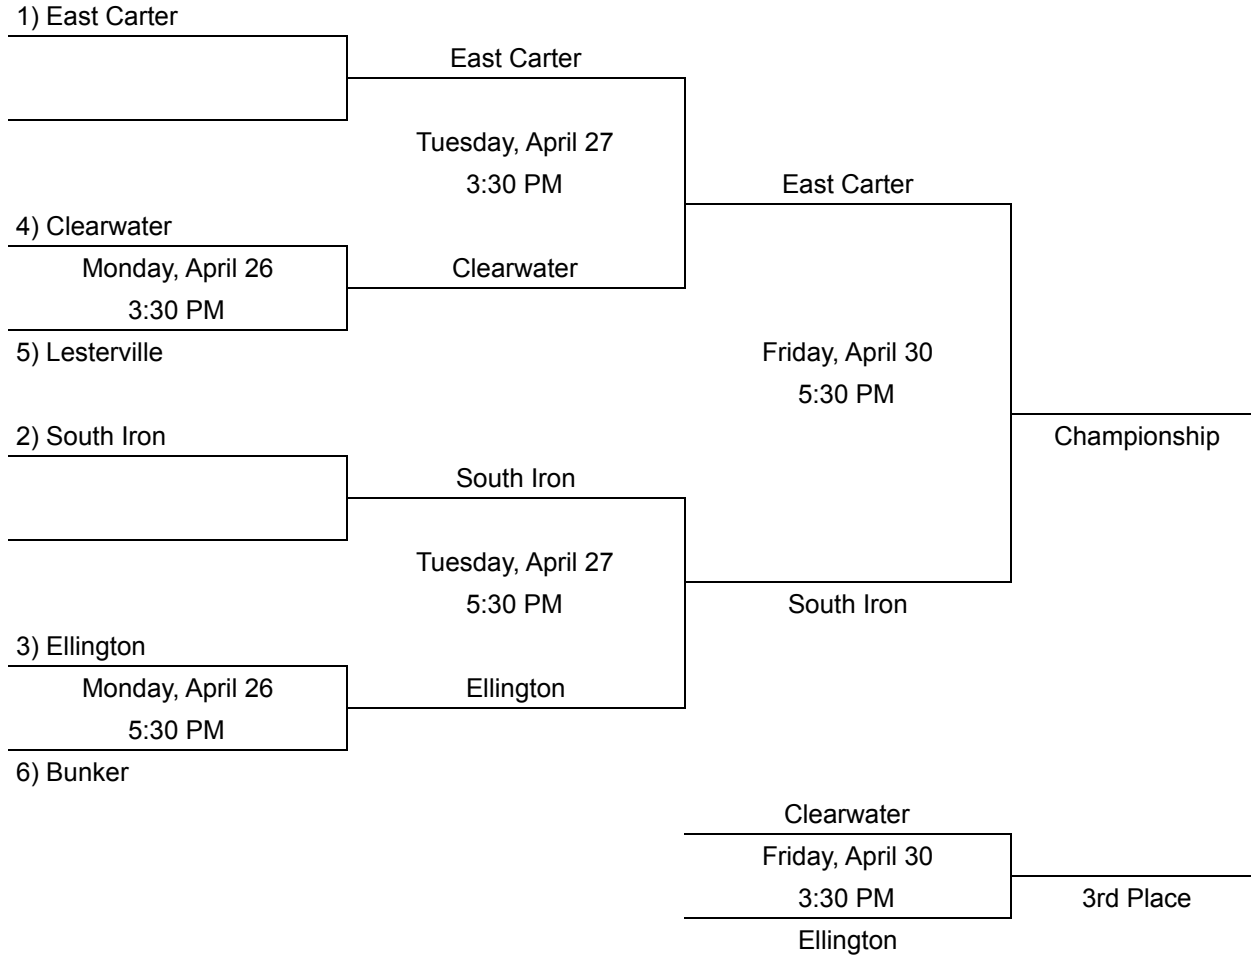 1) East Carter
East Carter
Tuesday, April 27
3:30 PM
East Carter
4) Clearwater
Monday, April 26
Clearwater
3:30 PM
5) Lesterville
Friday, April 30
5:30 PM
2) South Iron
Championship
South Iron
Tuesday, April 27
5:30 PM
South Iron
3) Ellington
Monday, April 26
Ellington
5:30 PM
6) Bunker
Clearwater
Friday, April 30
3:30 PM
3rd Place
Ellington